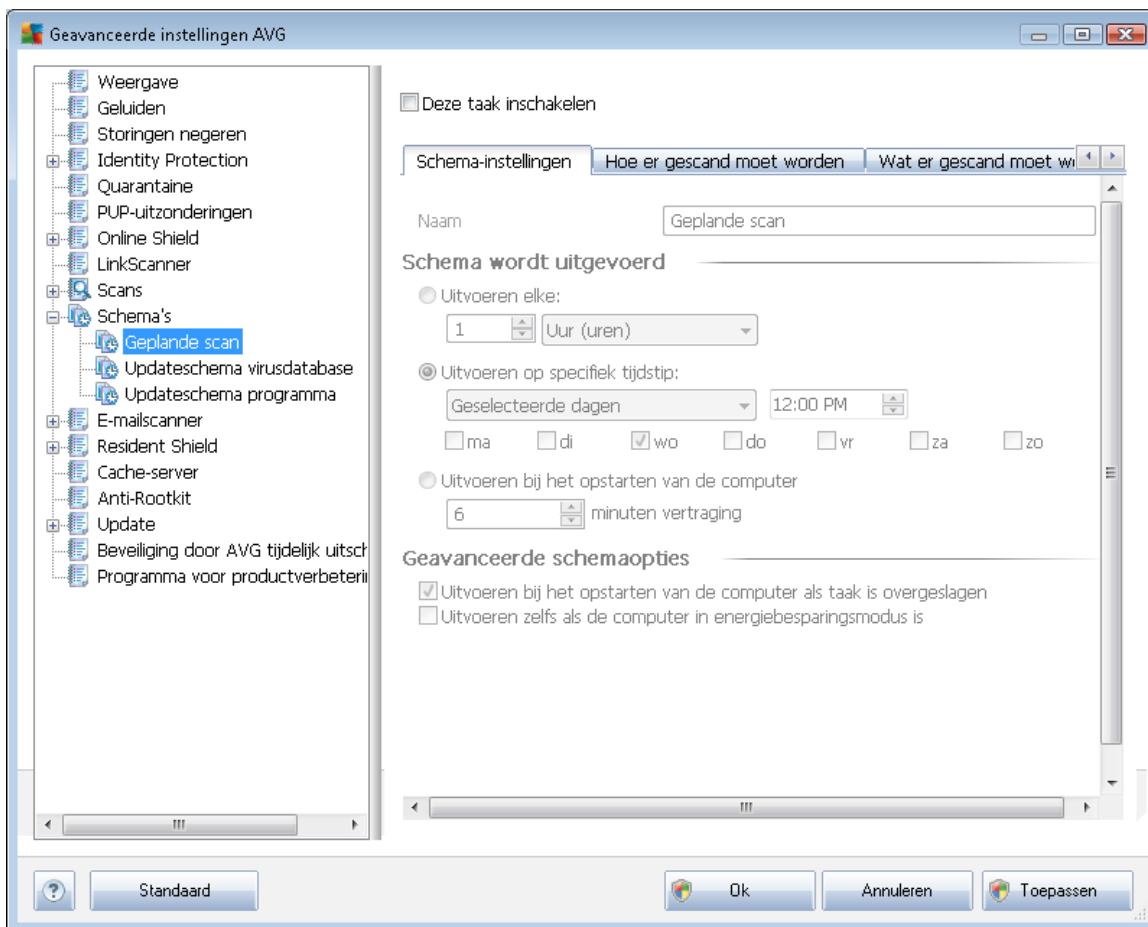 Geavanceerde instellingen AVG
Weergave
Geluiden
Storingen negeren
Identity Protection
Quarantaine
PUP-uitzonderingen
Online Shield
LinkScanner
Scans
Schema's
Geplande scan
Updateschema virusdatabase
Updateschema programma
E-mailscanner
Resident Shield
Cache-server
Anti-Rootkit
Update
Beveiliging door AVG tijdelijk uitsch
Programma voor productverbeterin
Deze taak inschakelen
Schema-instellingen Hoe er gescand moet worden Wat er gescand moet w
Naam Geplande scan
Schema wordt uitgevoerd
Uitvoeren elke:
1 Uur (uren)
Uitvoeren op specifiek tijdstip:
Geselecteerde dagen 12:00 PM
ma di wo do vr za zo
Uitvoeren bij het opstarten van de computer
6 minuten vertraging
Geavanceerde schemaopties
Uitvoeren bij het opstarten van de computer als taak is overgeslagen
Uitvoeren zelfs als de computer in energiebesparingsmodus is
? Standaard Ok Annuleren Toepassen